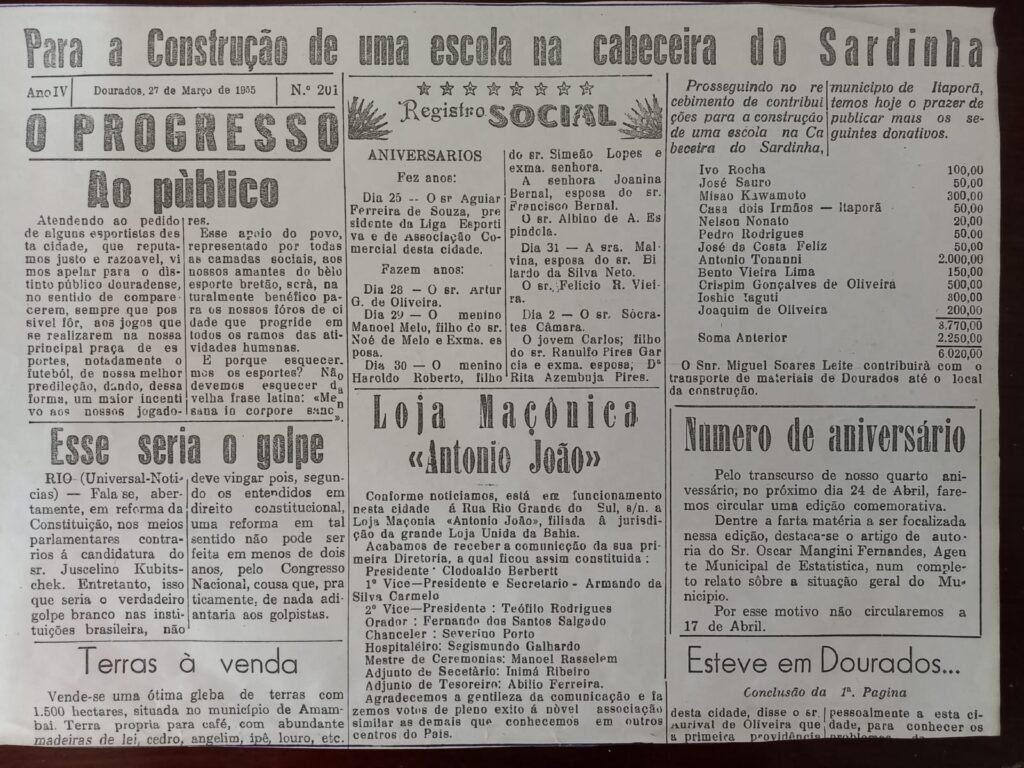 Para a Construção de uma escola na cabeceira do Sardinha
Ano IV
Dourados, 27 de Março de 1955
N.º 201
O PROGRESSO
Ao pùblico
Atendendo ao pedido
de alguns esportistas des
ta cidade, que reputa-
mos justo e razoavel, vi
mos apelar para o dis-
tinto público douradense,
no sentido de compare-
cerem, sempre que pos
sivel fôr, aos jogos que
se realizarem na nossa
principal praça de es
portes, notadamente o
futeból, de nossa melhor
predileção, dando, dessa
forma, um maior incenti
vo aos nossos jogado-
res.
Esse apoio do povo,
representado por todas
as camadas sociais, aos
nossos amantes do bèlo
esporte bretão, serà, na
turalmente benéfico pa-
ra os nossos fóros de ci
dade que progride em
todos os ramos das ati-
vidades humanas.
E porque esquecer-
mos os esportes? Não
devemos esquecer da
velha frase latina: «Men
sana in corpore sano».
Esse seria o golpe
RIO (Universal-Notí-
cias) — Fala se, aber-
tamente, em reforma da
Constituição, nos meios
parlamentares contra-
rios á candidatura do
sr. Juscelino Kubits-
chek. Entretanto, isso
que seria o verdadeiro
golpe branco nas insti-
tuições brasileira, não
deve vingar pois, segun-
do os entendidos em
direito constitucional,
uma reforma em tal
sentido não pode ser
feita em menos de dois
anos, pelo Congresso
Nacional, cousa que, pra
ticamente, de nada adi-
antaria aos golpistas.
Terras à venda
Vende-se uma ótima gleba de terras com
1.500 hectares, situada no município de Amam-
bai. Terra propria para café, com abundante
madeiras de lei, cedro, angelim, ipê, louro, etc.
Registro SOCIAL
ANIVERSARIOS
Fez anos:
Dia 25 -- O sr Aguiar
Ferreira de Souza, pre
sidente da Liga Esporti
va e de Associação Co-
mercial desta cidade.
Fazem anos:
Dia 28 — O sr. Artur
G. de Oliveira.
Dia 29 — O menino
Manoel Melo, filho do sr.
Noé de Melo e Exma. es
posa.
Dia 30 — O menino
Haroldo Roberto, filho
do sr. Simeão Lopes e
exma. senhora.
A senhora Joanina
Bernal, esposa do sr.
Francisco Bernal.
O sr. Albino de A. Es
pindola.
Dia 31 — A sra. Mal-
vina, esposa do sr. Bi
lardo da Silva Neto.
O sr. Felicio R. Viei-
ra.
Dia 2 — O sr. Sòcra-
tes Câmara.
O jovem Carlos; filho
do sr. Ranulfo Pires Gar
cia e exma. esposa; Dª
Rita Azembuja Pires.
Loja Maçônica
«Antonio João»
Conforme noticiamos, está em funcionamento
nesta cidade á Rua Rio Grande do Sul, s/n. a
Loja Maçonia «Antonio João», filiada â jurisdi-
ção da grande Loja Unida da Bahia.
Acabamos de receber a comunicção da sua pri-
meira Diretoria, a qual ficou assim constituida :
Presidente : Clodoaldo Berbertt
1º Vice—Presidente e Secretario - Armando da
Silva Carmelo
2º Vice—Presidente : Teófilo Rodrigues
Orador : Fernando dos Santos Salgado
Chanceler : Severino Porto
Hospitaléiro: Segismundo Galhardo
Mestre de Ceremonias: Manoel Rasselem
Adjunto de Secetário: Inimá Ribeiro
Adjunto de Tesoreiro: Abilio Ferreira.
Agradecemos a gentileza da comunicação e fa
zemos votos de pleno exito á nòvel associação
similar as demais que conhecemos em outros
centros do País.
Prosseguindo no re
cebimento de contribui
ções para a construção
de uma escola na Ca
beceira do Sardinha,
municipio de Itaporã,
temos hoje o prazer de
publicar mais os se-
guintes donativos.
Ivo Rocha 100,00
José Sauro 50,00
Misao Kawamoto 300,00
Casa dois Irmãos — Itaporã 50,00
Nelson Nonato 20,00
Pedro Rodrigues 50,00
José da Costa Feliz 50,00
Antonio Tonanni 2.000,00
Bento Vieira Lima 150,00
Crispim Gonçalves de Oliveira 500,00
Ioshic Iaguti 300,00
Joaquim de Oliveira 200,00
3.770,00
Soma Anterior 2.250,00
6.020,00
O Snr. Miguel Soares Leite contribuirá com o
transporte de materiais de Dourados até o local
da construção.
Numero de aniversário
Pelo transcurso de nosso quarto ani-
vessário, no próximo dia 24 de Abril, fare-
mos circular uma edição comemorativa.
Dentre a farta matéria a ser focalizada
nessa edição, destaca-se o artigo de auto-
ria do Sr. Oscar Mangini Fernandes, Agen
te Municipal de Estatistica, num comple-
to relato sôbre a situação geral do Mu-
nicipio.
Por esse motivo não circularemos a
17 de Abril.
Esteve em Dourados...
Conclusão da 1ª. Pagina
desta cidade, disse o sr.
Laurival de Oliveira que
a primeira providência
pessoalmente a esta ci-
dade, para conhecer os